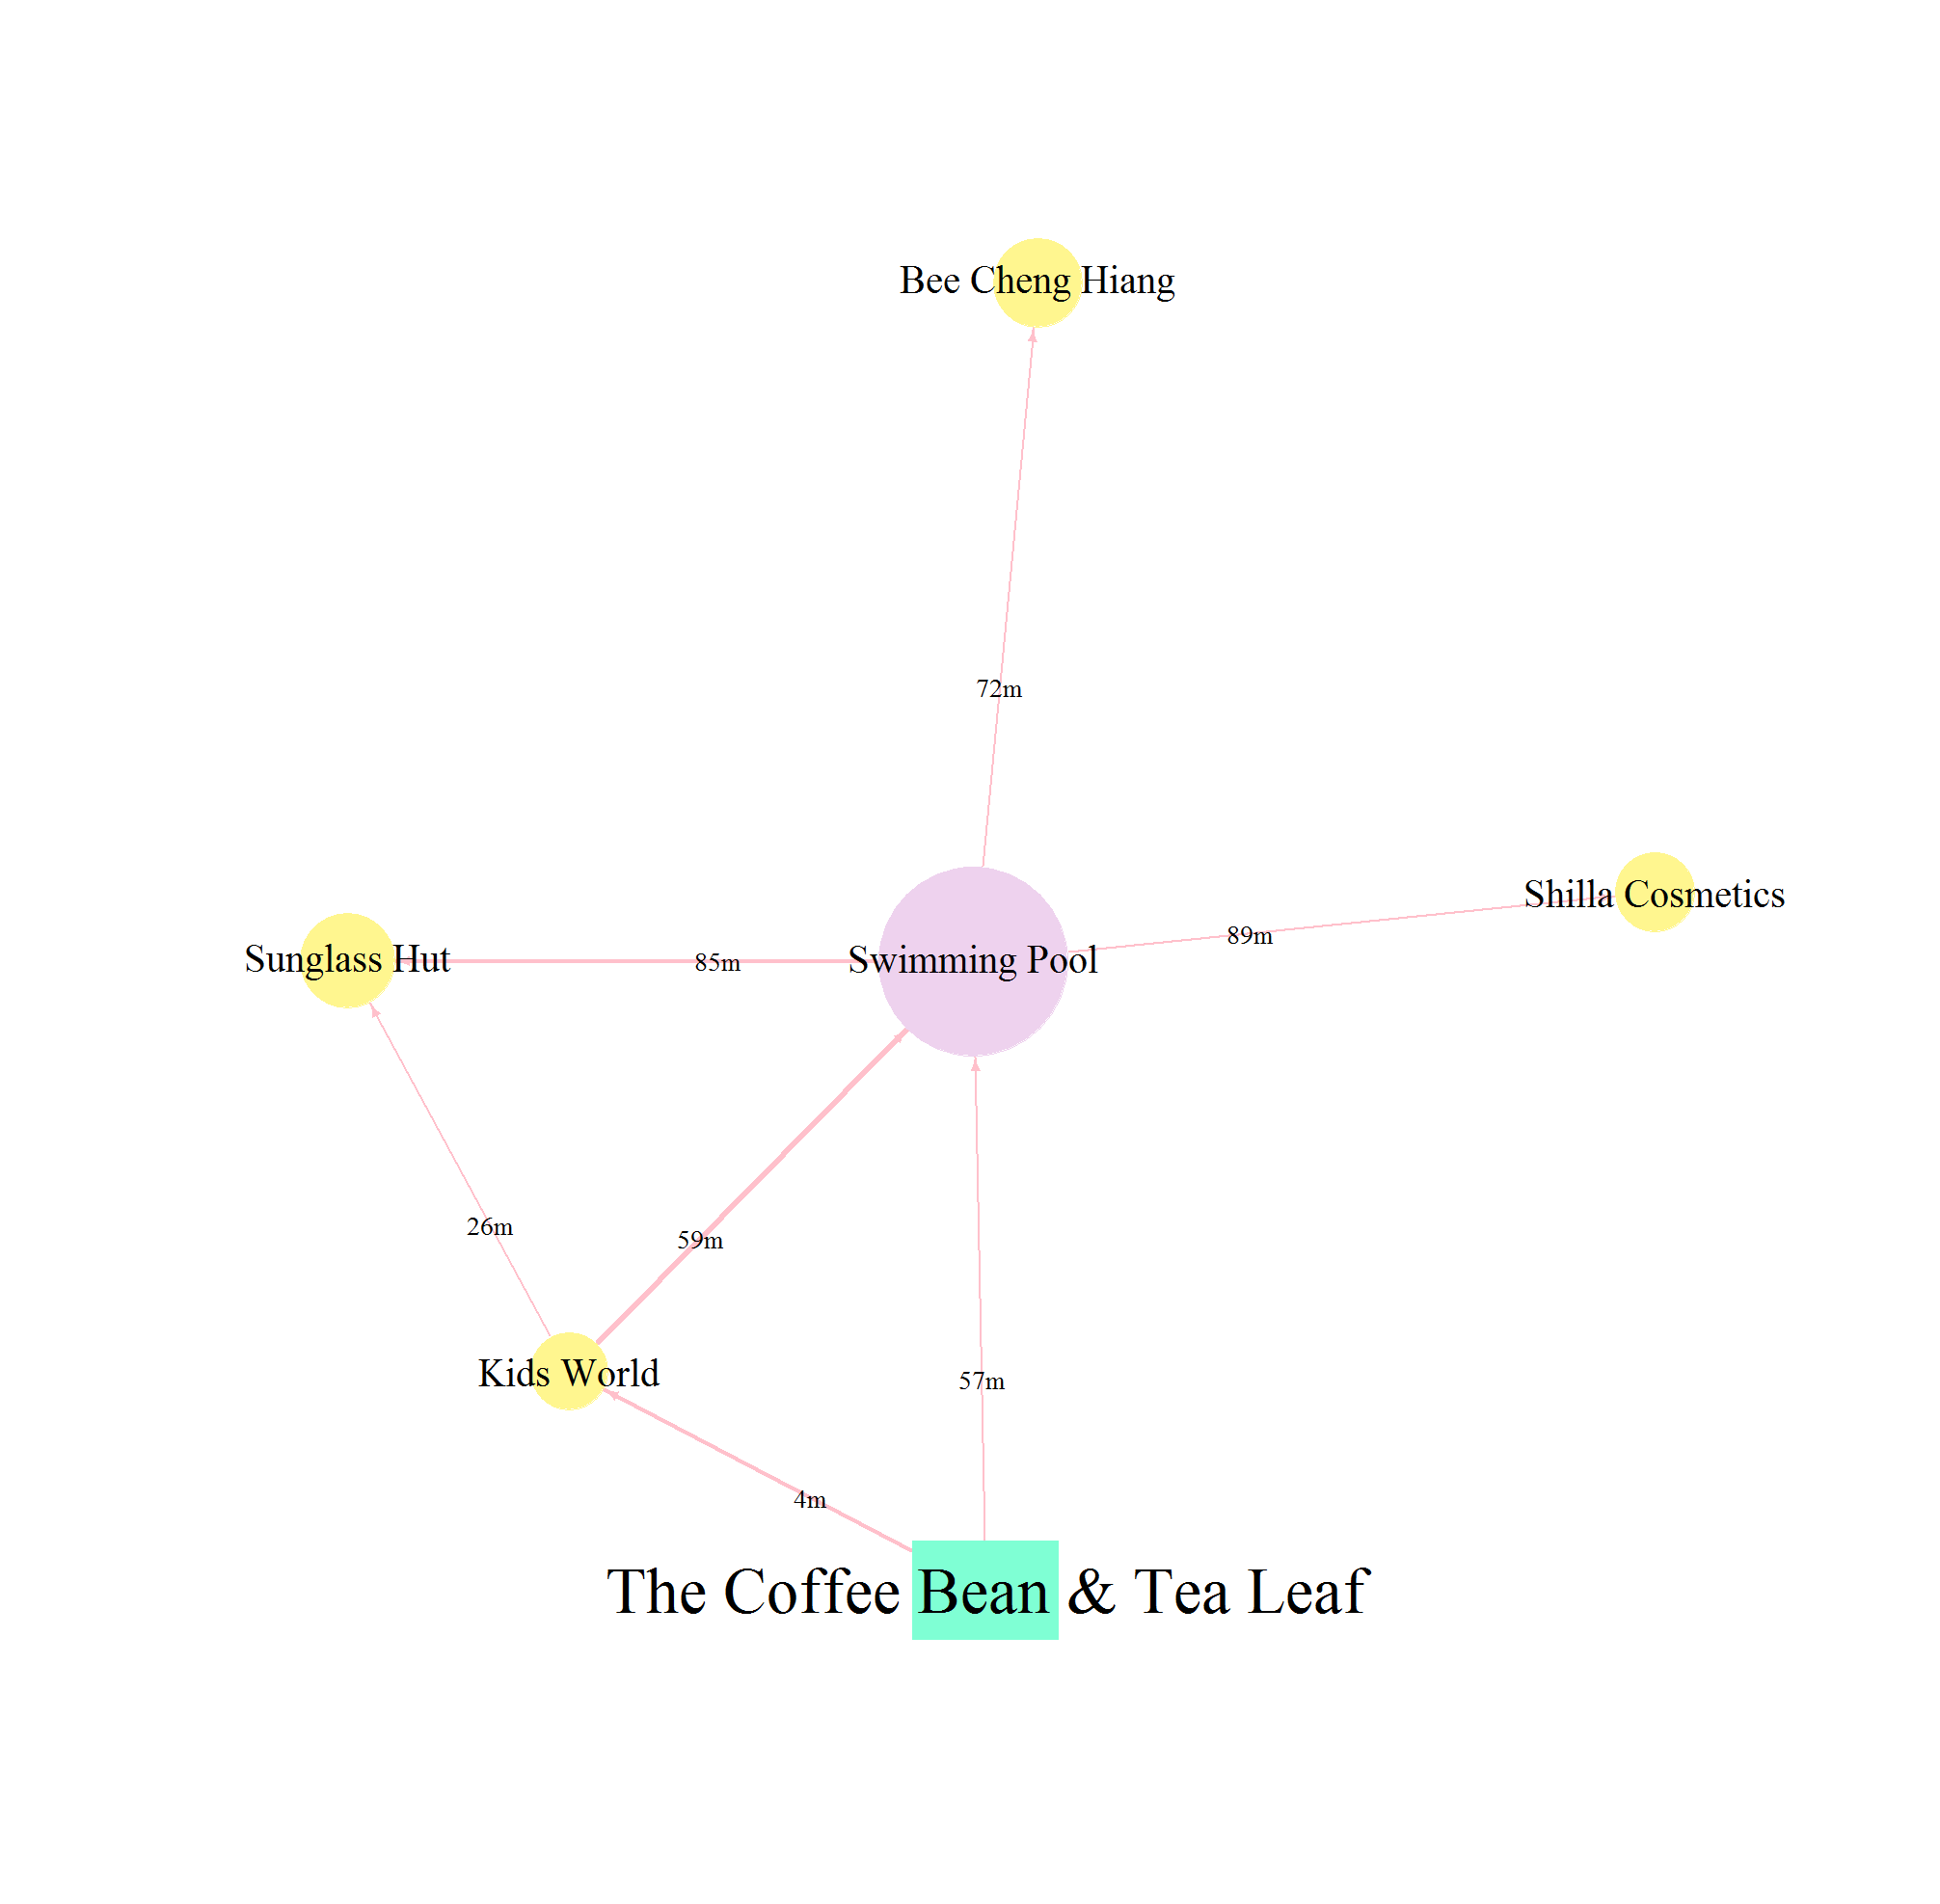 Bee Cheng Hiang
72m
Shilla Cosmetics
89m
Sunglass Hut
85m
Swimming Pool
26m
59m
Kids World
57m
4m
The Coffee Bean & Tea Leaf